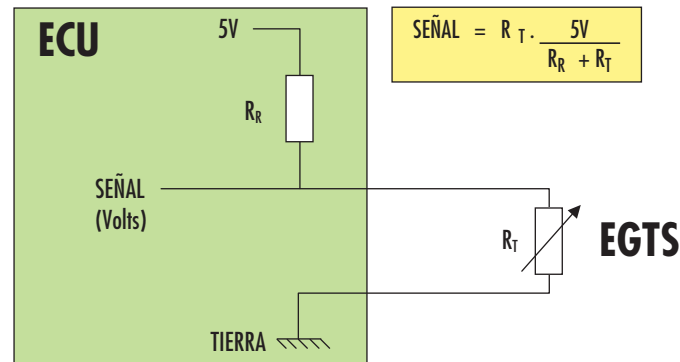 ECU
5V
SEÑAL = R T . 5V
R R + R T
R R
SEÑAL
(Volts)
R T
EGTS
TIERRA